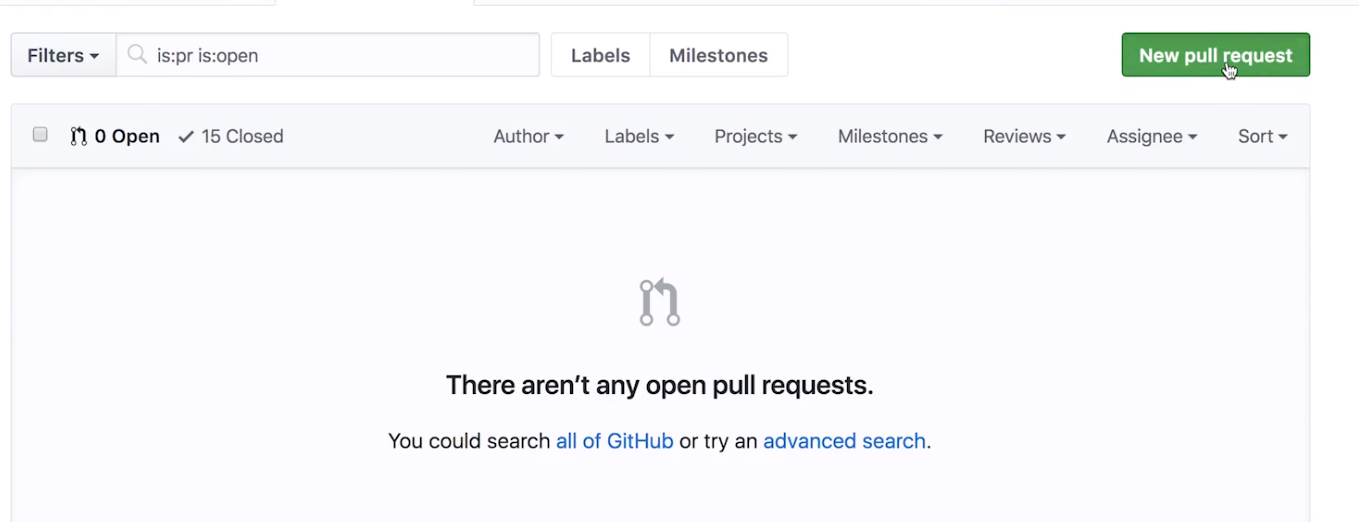 Filters is:pr is:open Labels Milestones New pull request
0 Open 15 Closed Author Labels Projects Milestones Reviews Assignee Sort
There aren't any open pull requests.
You could search all of GitHub or try an advanced search.